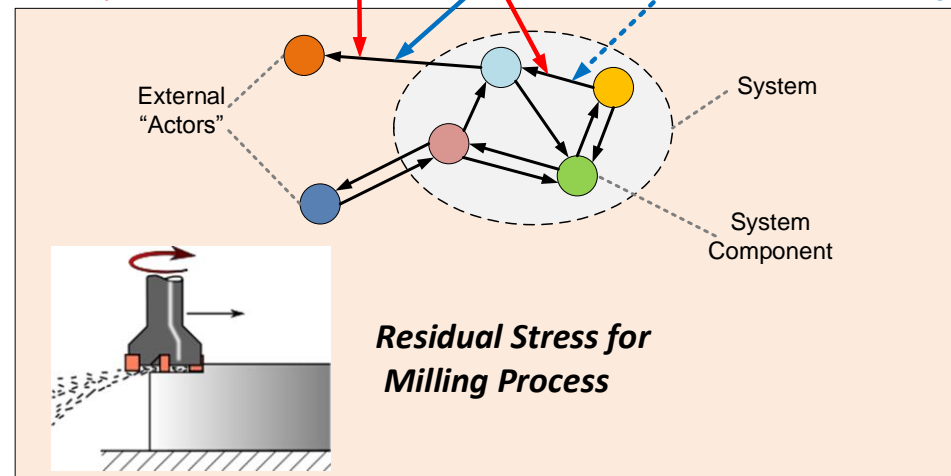 External
“Actors”
System
System
Component
Residual Stress for
Milling Process